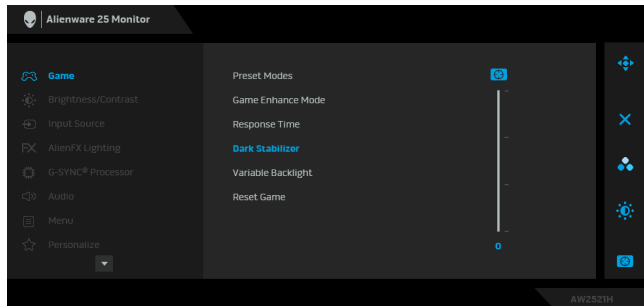 Alienware 25 Monitor
Game
Brightness/Contrast
Input Source
FX AlienFX Lighting
G-SYNC® Processor
Audio
Menu
Personalize
Preset Modes
Game Enhance Mode
Response Time
Dark Stabilizer
Variable Backlight
Reset Game
0
AW2521H